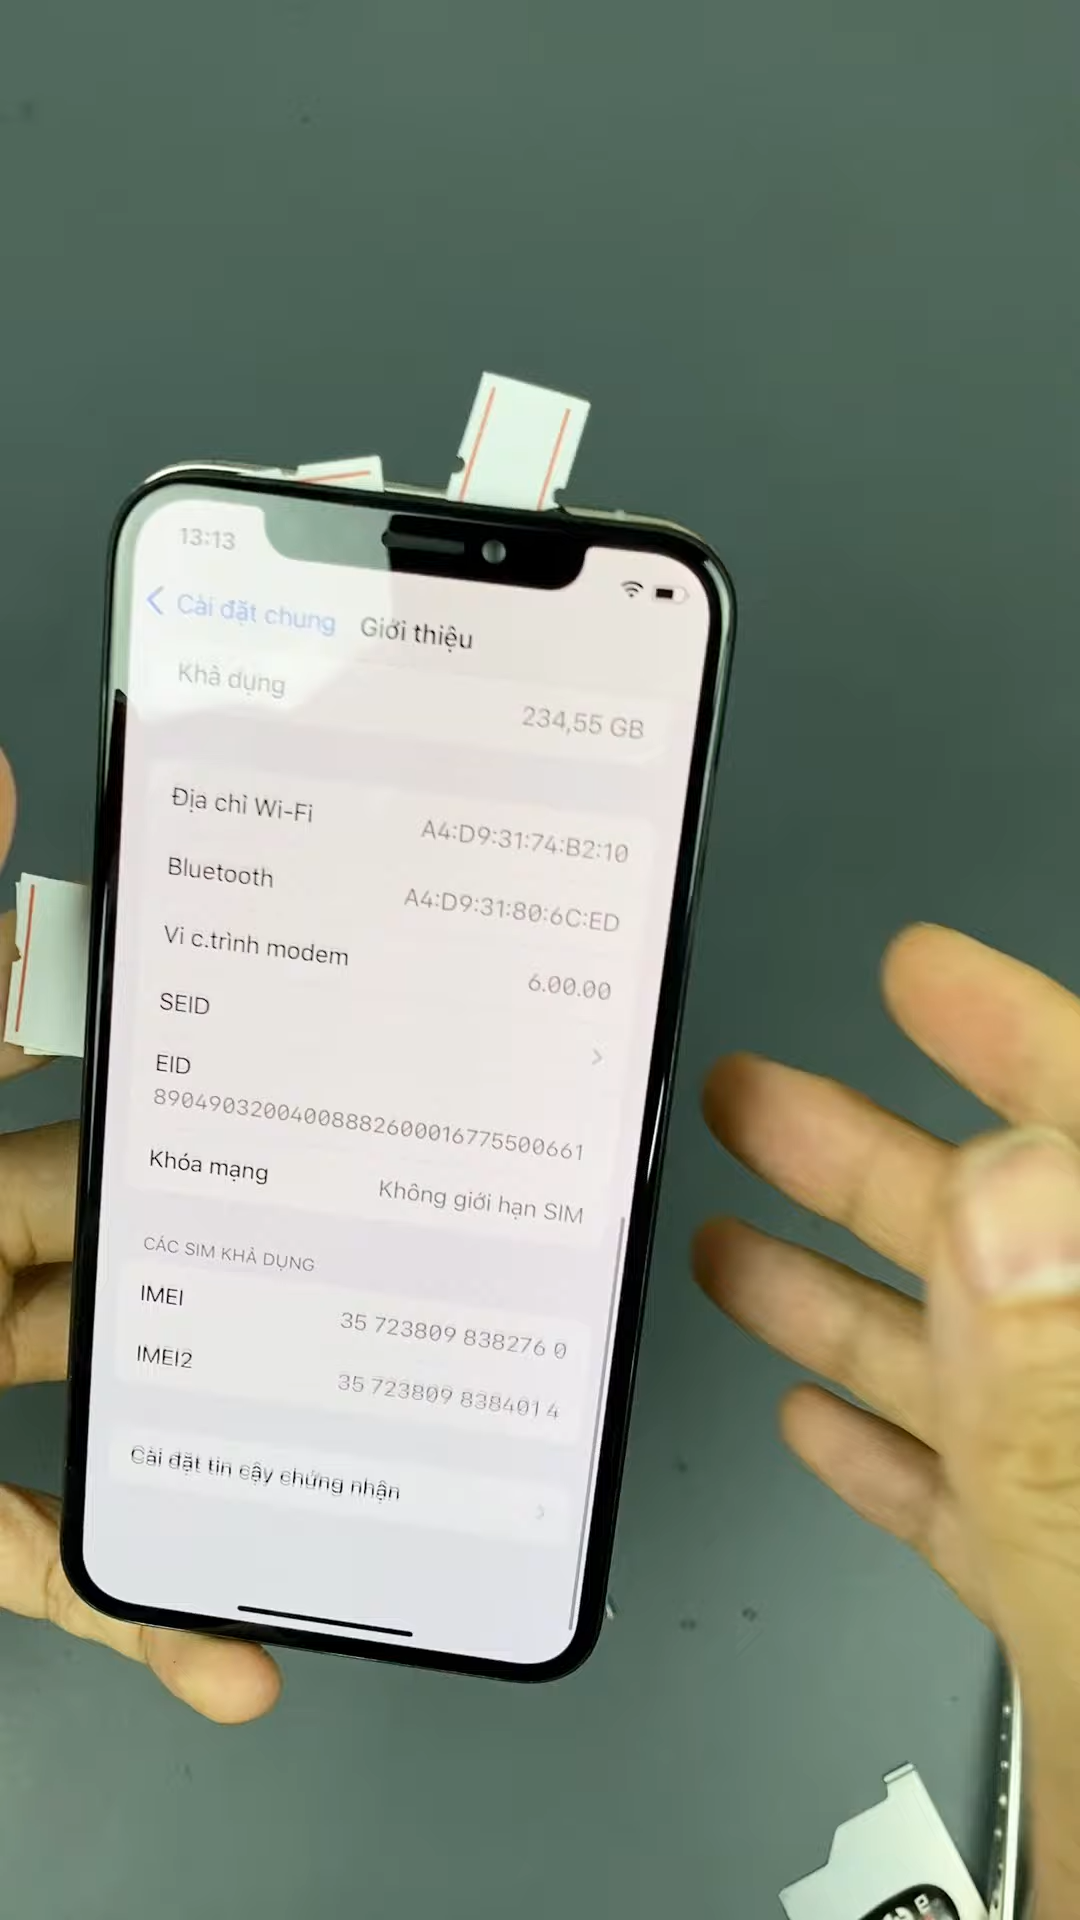 13:13
Cài đặt chung Giới thiệu
Khả dụng 234,55 GB
Địa chỉ Wi-Fi A4:D9:31:74:B2:10
Bluetooth A4:D9:31:80:6C:ED
Vi c.trình modem 6.00.00
SEID
EID
89049032004008882600016775500661
Khóa mạng Không giới hạn SIM
CÁC SIM KHẢ DỤNG
IMEI 35 723809 838276 0
IMEI2 35 723809 838401 4
Cài đặt tin cậy chứng nhận